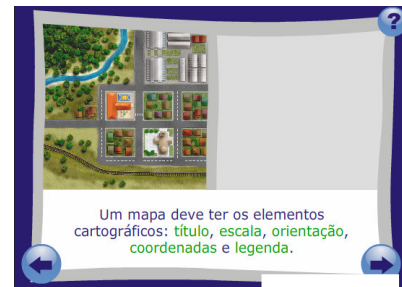 ?
Um mapa deve ter os elementos
cartográficos: título, escala, orientação,
coordenadas e legenda.